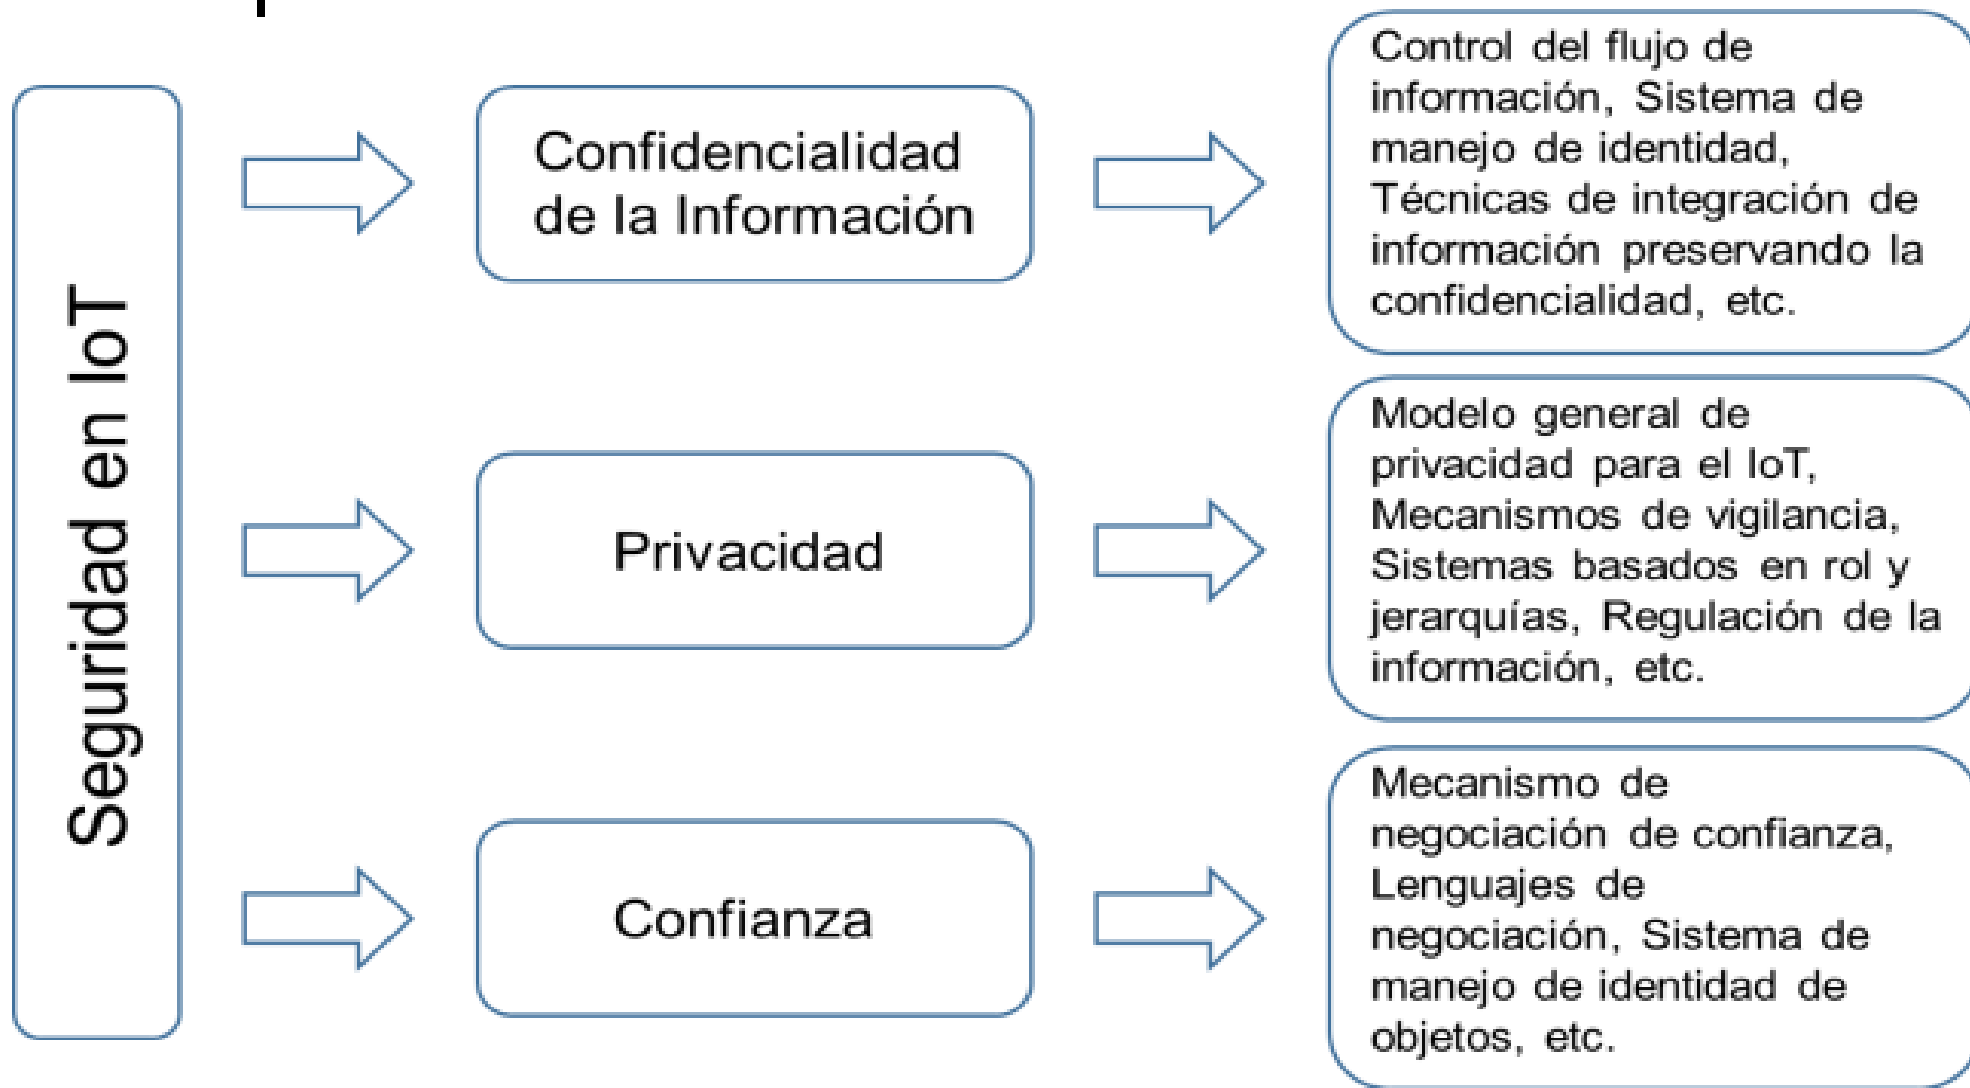 Seguridad en IoT
Confidencialidad
de la Información
Control del flujo de
información, Sistema de
manejo de identidad,
Técnicas de integración de
información preservando la
confidencialidad, etc.
Privacidad
Modelo general de
privacidad para el IoT,
Mecanismos de vigilancia,
Sistemas basados en rol y
jerarquías, Regulación de la
información, etc.
Confianza
Mecanismo de
negociación de confianza,
Lenguajes de
negociación, Sistema de
manejo de identidad de
objetos, etc.